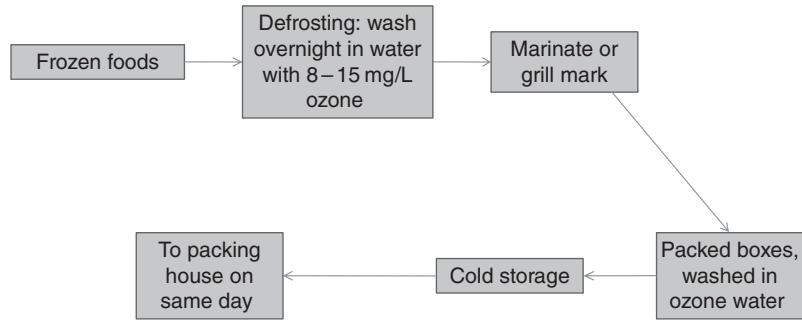 Frozen foods
Defrosting: wash
overnight in water
with 8–15 mg/L
ozone
Marinate or
grill mark
Packed boxes,
washed in
ozone water
Cold storage
To packing
house on
same day